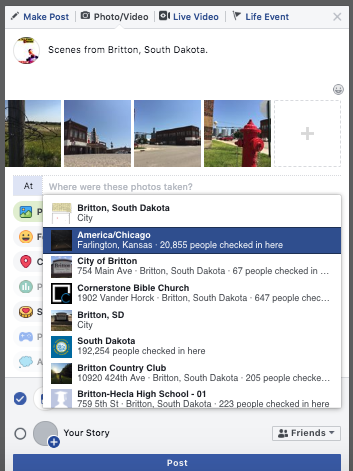 Make Post Photo/Video Live Video Life Event
Scenes from Britton, South Dakota.
At Where were these photos taken?
Britton, South Dakota
City
America/Chicago
Farlington, Kansas · 20,855 people checked in here
City of Britton
754 Main Ave · Britton, South Dakota · 67 people checked in …
Cornerstone Bible Church
1902 Vander Horck · Britton, South Dakota · 647 peopl chec…
Britton, SD
City
South Dakota
192,254 people checked in here
Britton Country Club
10920 424th Ave · Britton, South Dakota · 205 people checke…
Britton-Hecla High School - 01
759 5th St · Britton, South Dakota · 223 people checked in here
Your Story
Friends
Post